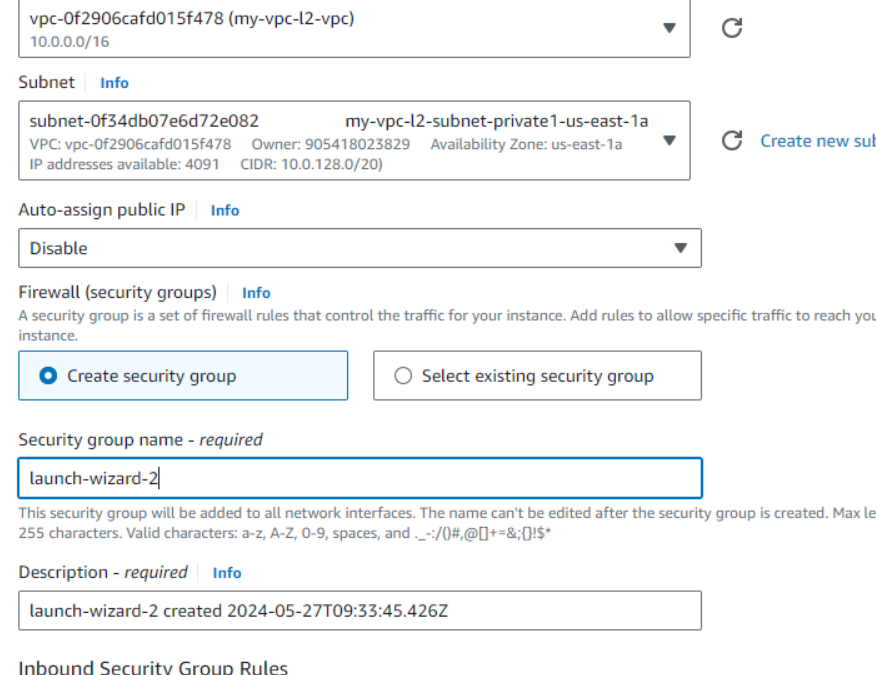 vpc-0f2906cafd015f478 (my-vpc-l2-vpc)
10.0.0.0/16
Subnet Info
subnet-0f34db07e6d72e082 my-vpc-l2-subnet-private1-us-east-1a
VPC: vpc-0f2906cafd015f478 Owner: 905418023829 Availability Zone: us-east-1a
IP addresses available: 4091 CIDR: 10.0.128.0/20)
Create new sub
Auto-assign public IP Info
Disable
Firewall (security groups) Info
A security group is a set of firewall rules that control the traffic for your instance. Add rules to allow specific traffic to reach you
instance.
Create security group
Select existing security group
Security group name - required
launch-wizard-2
This security group will be added to all network interfaces. The name can't be edited after the security group is created. Max le
255 characters. Valid characters: a-z, A-Z, 0-9, spaces, and ._-:/()#,@[]+=&;{}!$*
Description - required Info
launch-wizard-2 created 2024-05-27T09:33:45.426Z
Inbound Security Group Rules